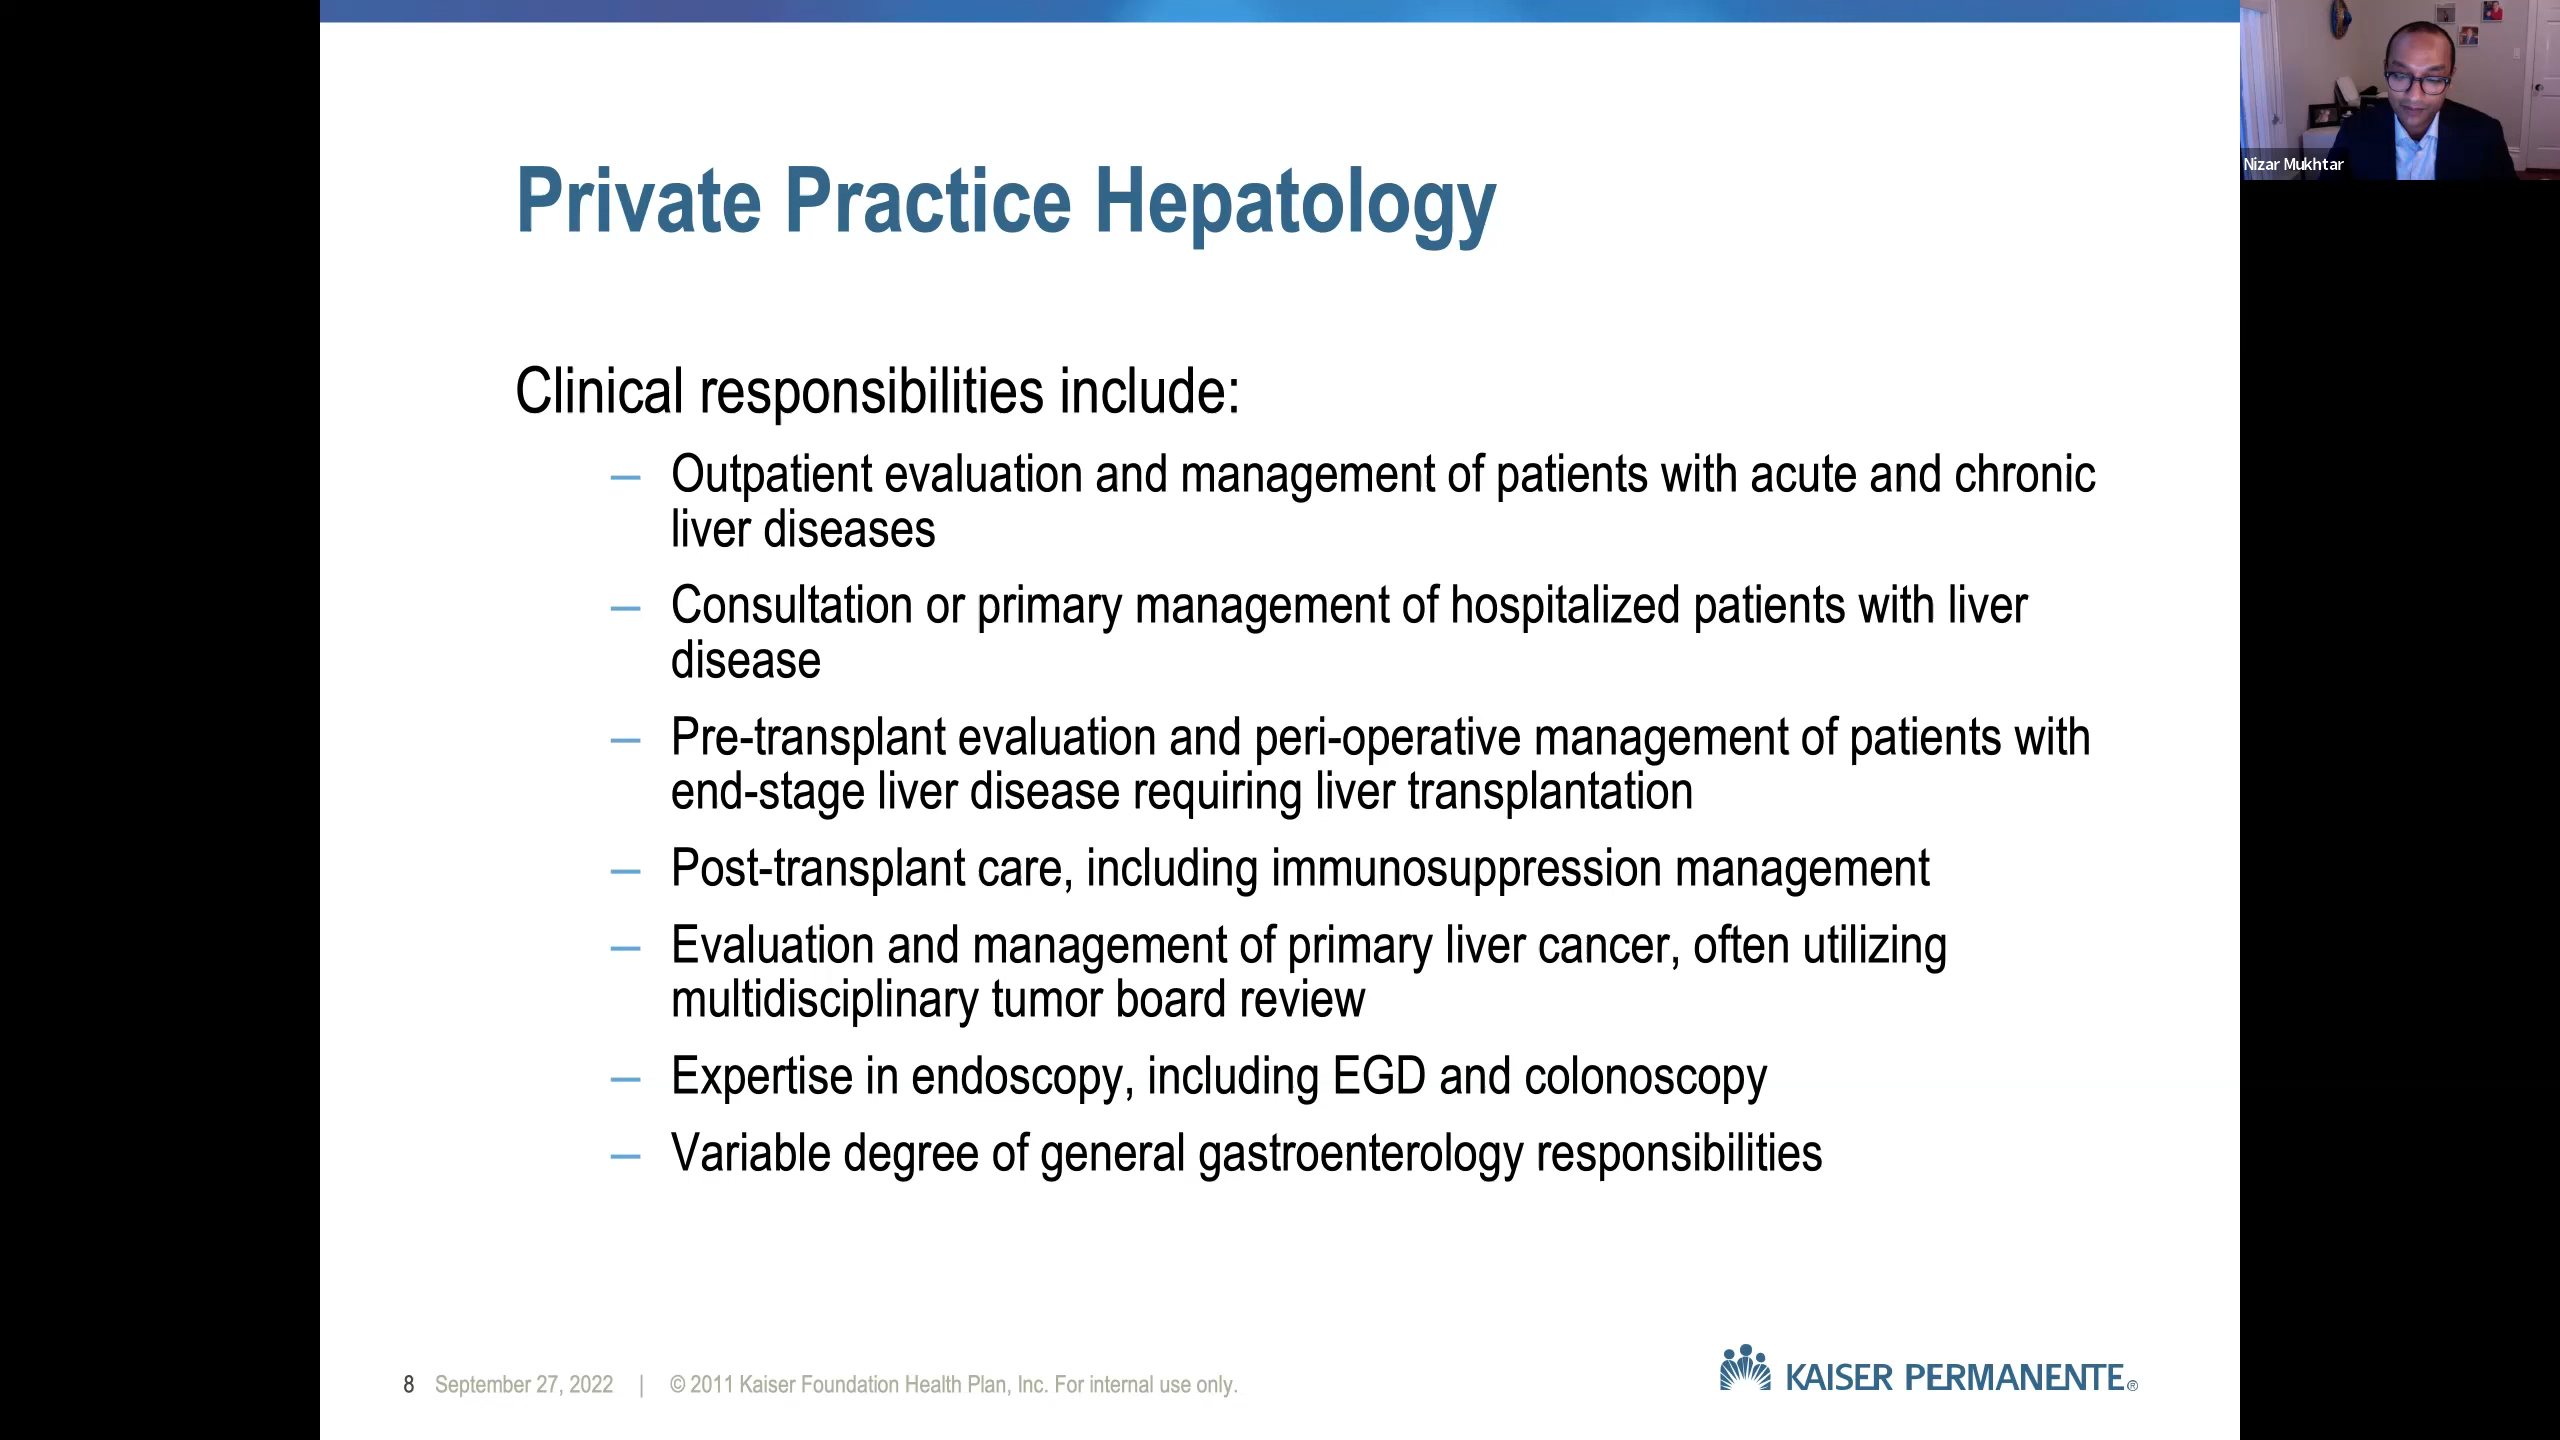 Nizar Mukhtar
Private Practice Hepatology
Clinical responsibilities include:
– Outpatient evaluation and management of patients with acute and chronic
liver diseases
– Consultation or primary management of hospitalized patients with liver
disease
– Pre-transplant evaluation and peri-operative management of patients with
end-stage liver disease requiring liver transplantation
– Post-transplant care, including immunosuppression management
– Evaluation and management of primary liver cancer, often utilizing
multidisciplinary tumor board review
– Expertise in endoscopy, including EGD and colonoscopy
– Variable degree of general gastroenterology responsibilities
8 September 27, 2022 | © 2011 Kaiser Foundation Health Plan, Inc. For internal use only.
KAISER PERMANENTE®